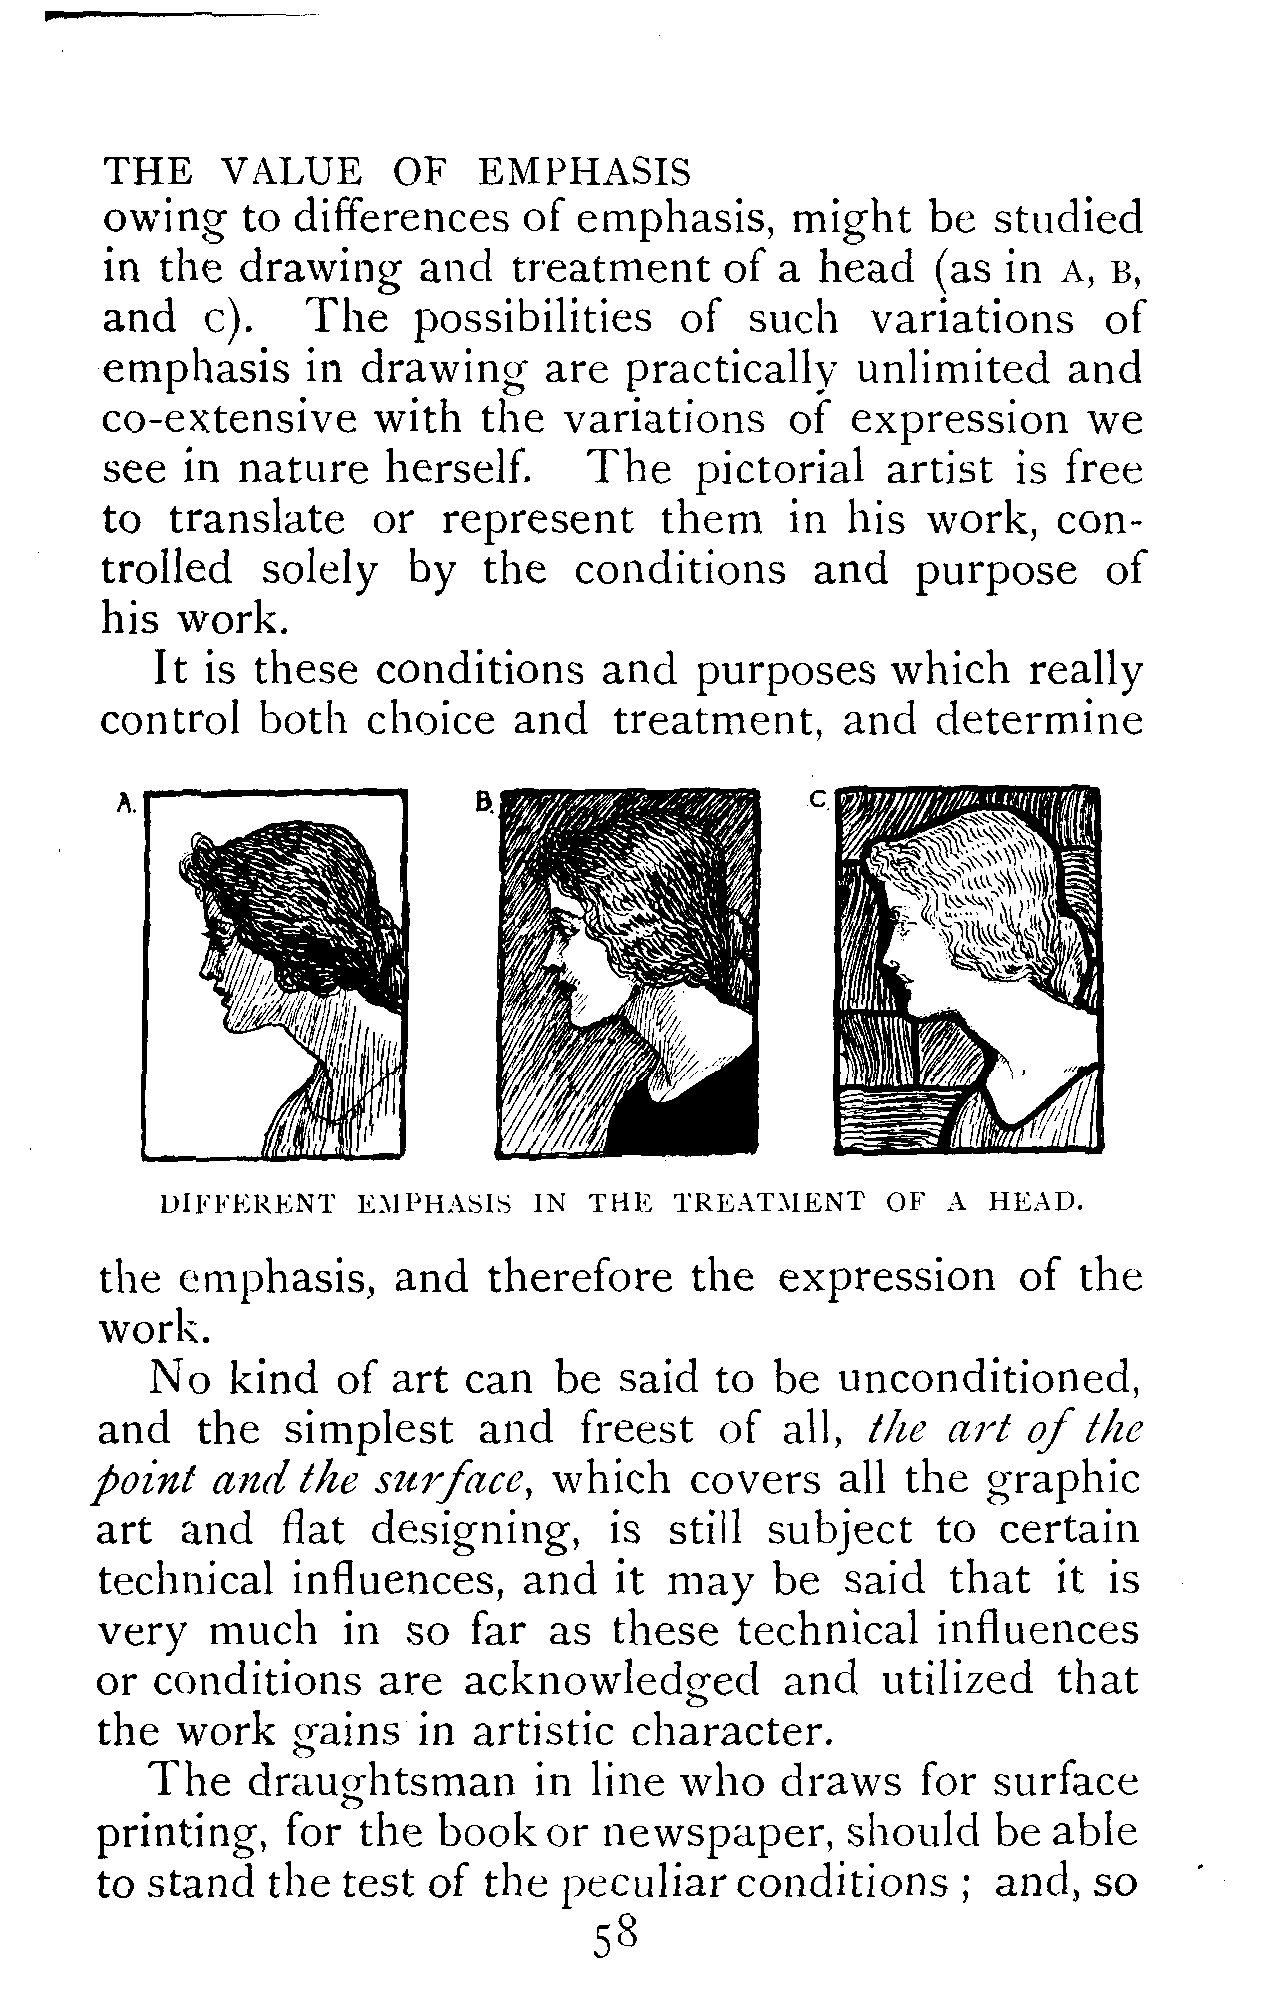 THE VALUE OF EMPHASIS
owing to differences of emphasis, might be studied
in the drawing and treatment of a head (as in A, B,
and C). The possibilities of such variations of
emphasis in drawing are practically unlimited and
co-extensive with the variations of expression we
see in nature herself. The pictorial artist is free
to translate or represent them in his work, con-
trolled solely by the conditions and purpose of
his work.
It is these conditions and purposes which really
control both choice and treatment, and determine
A. B. C.
DIFFERENT EMPHASIS IN THE TREATMENT OF A HEAD.
the emphasis, and therefore the expression of the
work.
No kind of art can be said to be unconditioned,
and the simplest and freest of all, the art of the
point and the surface, which covers all the graphic
art and flat designing, is still subject to certain
technical influences, and it may be said that it is
very much in so far as these technical influences
or conditions are acknowledged and utilized that
the work gains in artistic character.
The draughtsman in line who draws for surface
printing, for the book or newspaper, should be able
to stand the test of the peculiar conditions ; and, so
58